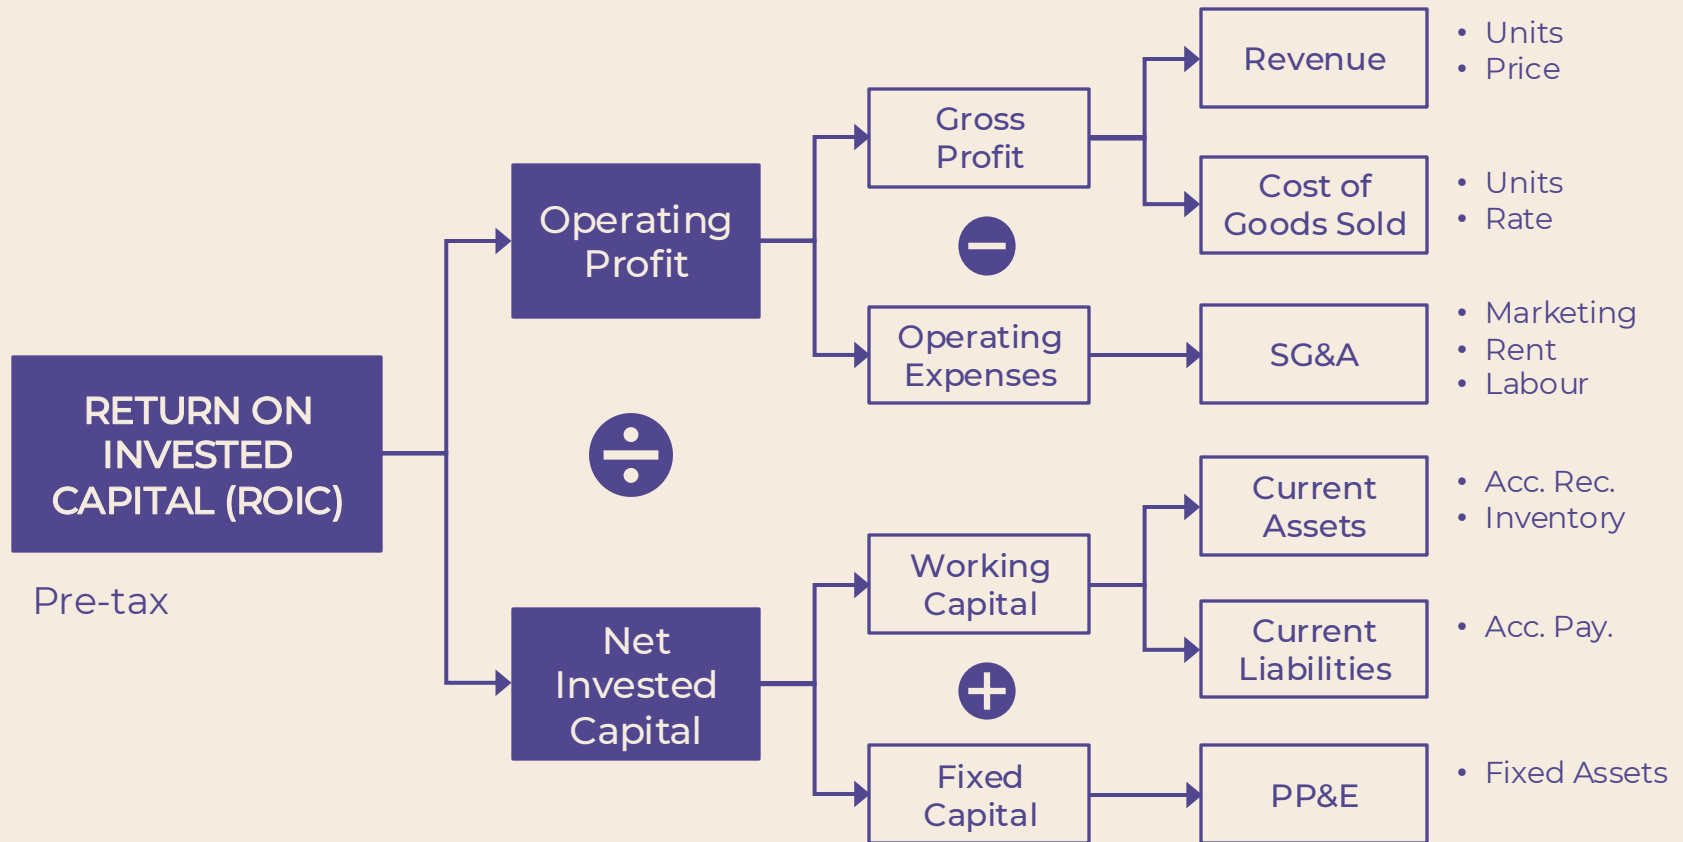 RETURN ON
INVESTED
CAPITAL (ROIC)
Pre-tax
Operating
Profit
Net
Invested
Capital
Gross
Profit
Operating
Expenses
Working
Capital
Fixed
Capital
Revenue
• Units
• Price
Cost of
Goods Sold
• Units
• Rate
SG&A
• Marketing
• Rent
• Labour
Current
Assets
• Acc. Rec.
• Inventory
Current
Liabilities
• Acc. Pay.
PP&E
• Fixed Assets